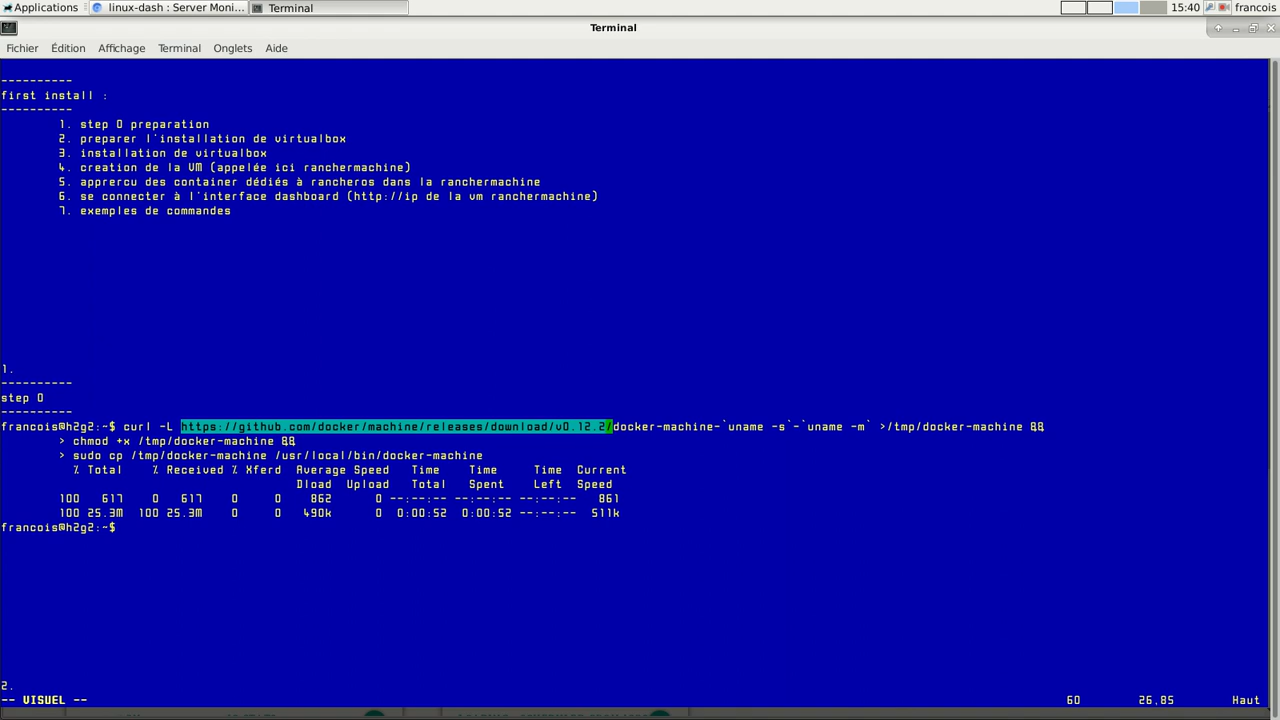 Applications linux-dash : Server Moni... Terminal 15:40 francois
Terminal
Fichier Édition Affichage Terminal Onglets Aide
----------
first install :
----------
1. step 0 preparation
2. preparer l'installation de virtualbox
3. installation de virtualbox
4. creation de la VM (appelée ici ranchermachine)
5. apprercu des container dédiés à rancheros dans la ranchermachine
6. se connecter à l'interface dashboard (http://ip de la vm ranchermachine)
7. exemples de commandes
1.
----------
step 0
----------
francois@h2g2:~$ curl -L https://github.com/docker/machine/releases/download/v0.12.2/docker-machine-`uname -s`-`uname -m` >/tmp/docker-machine &&
> chmod +x /tmp/docker-machine &&
> sudo cp /tmp/docker-machine /usr/local/bin/docker-machine
% Total % Received % Xferd Average Speed Time Time Time Current
Dload Upload Total Spent Left Speed
100 617 0 617 0 0 862 0 --:--:-- --:--:-- --:--:-- 861
100 25.3M 100 25.3M 0 0 490k 0 0:00:52 0:00:52 --:--:-- 511k
francois@h2g2:~$
2.
-- VISUEL -- 60 26,85 Haut